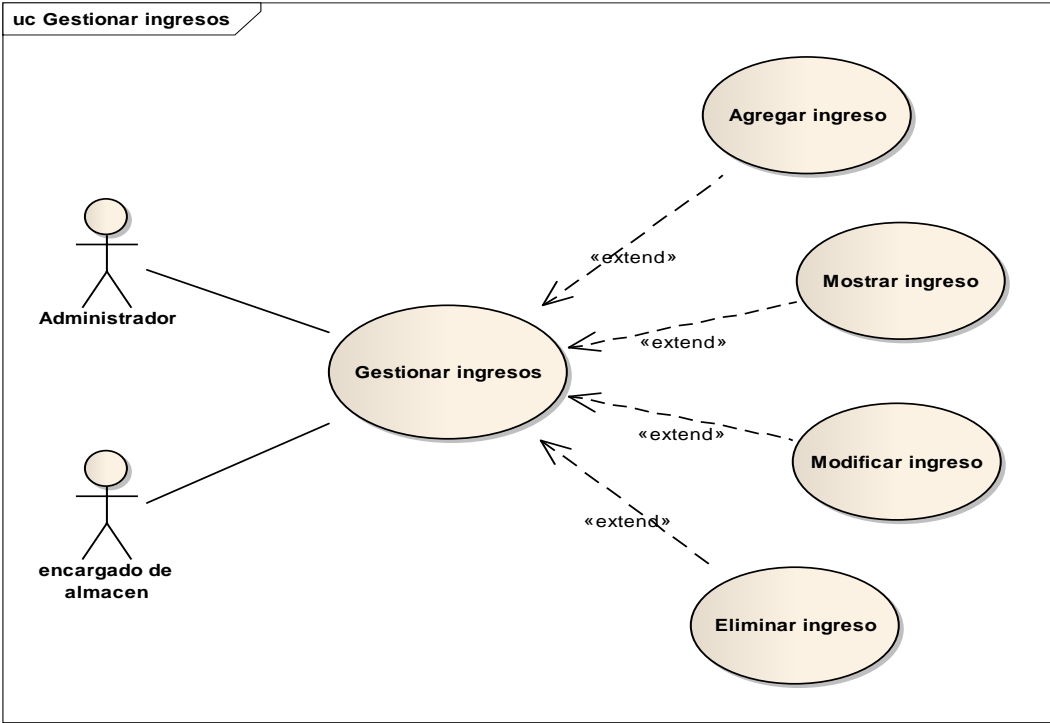 uc Gestionar ingresos
Agregar ingreso
«extend»
Mostrar ingreso
«extend»
Administrador
Gestionar ingresos
«extend»
Modificar ingreso
«extend»
encargado de
almacen
Eliminar ingreso